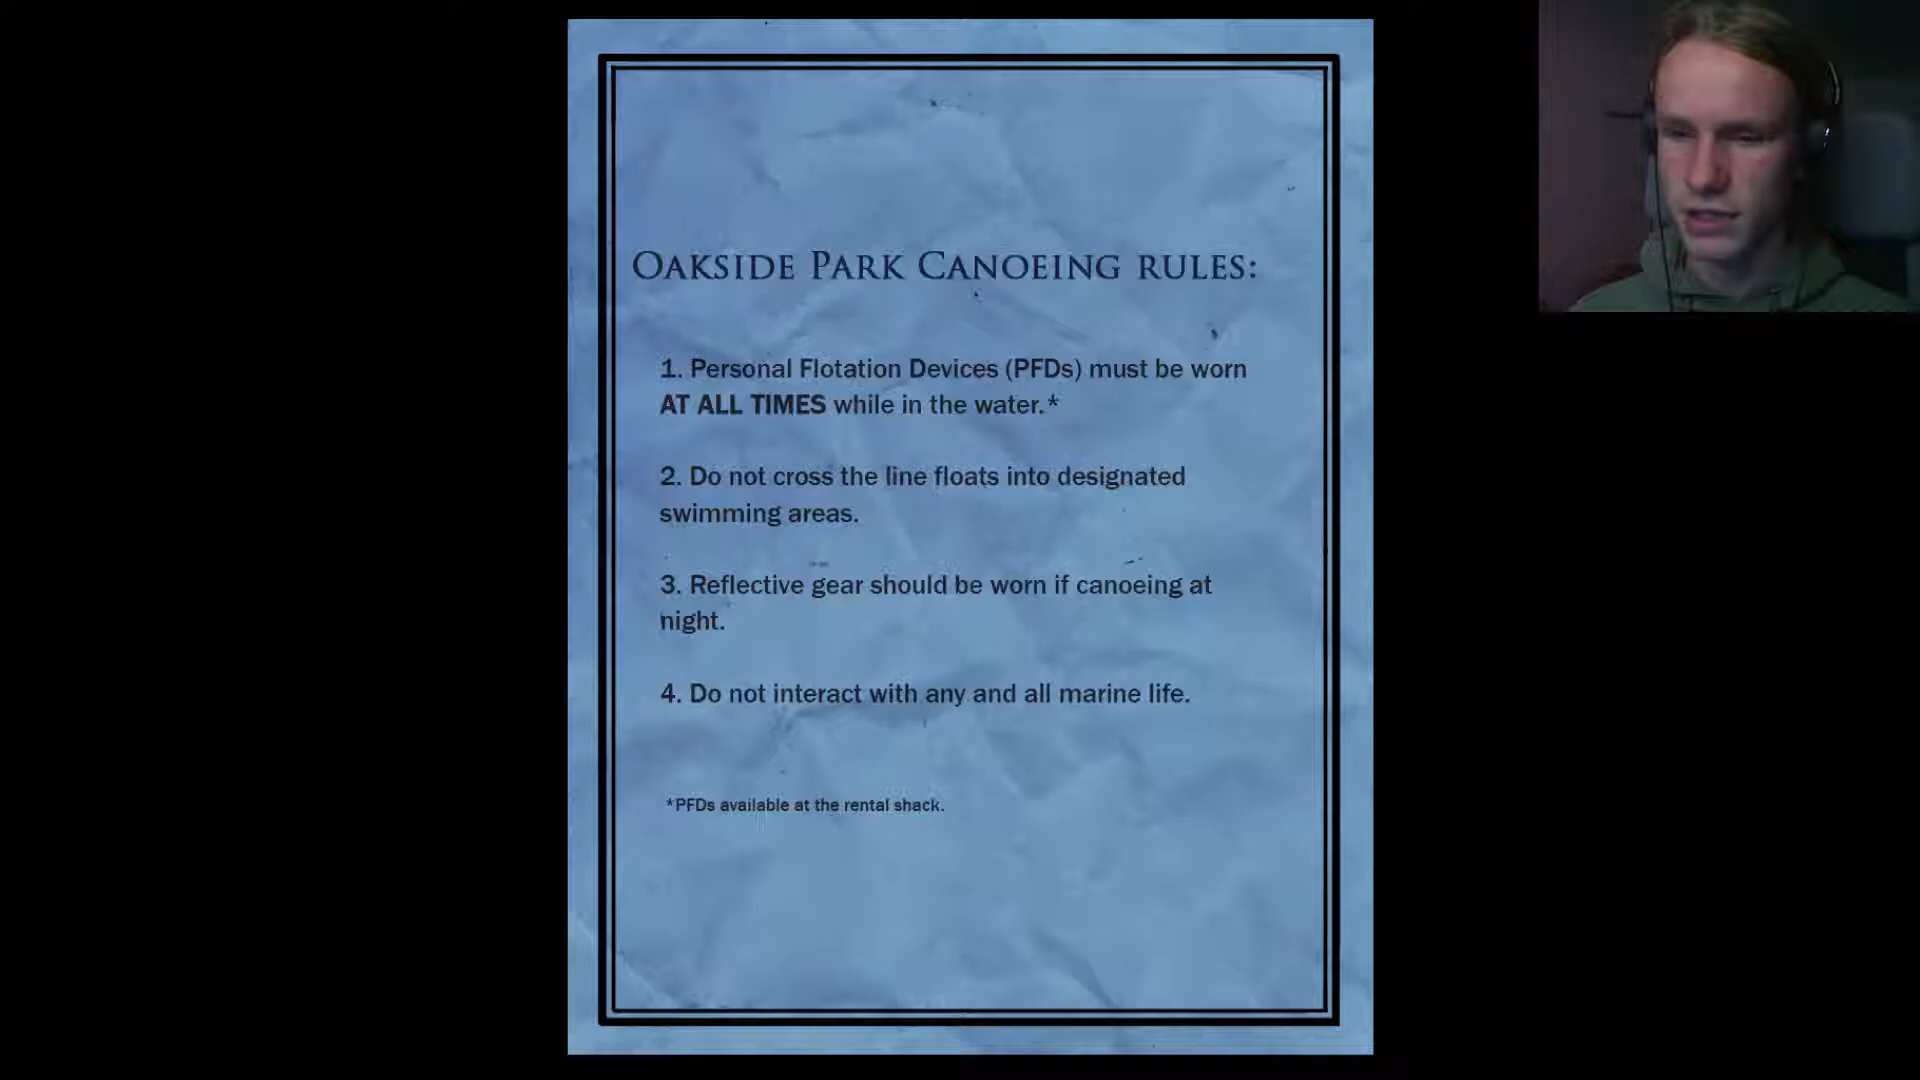 OAKSIDE PARK CANOEING RULES:
1. Personal Flotation Devices (PFDs) must be worn
AT ALL TIMES while in the water.*
2. Do not cross the line floats into designated
swimming areas.
3. Reflective gear should be worn if canoeing at
night.
4. Do not interact with any and all marine life.
*PFDs available at the rental shack.